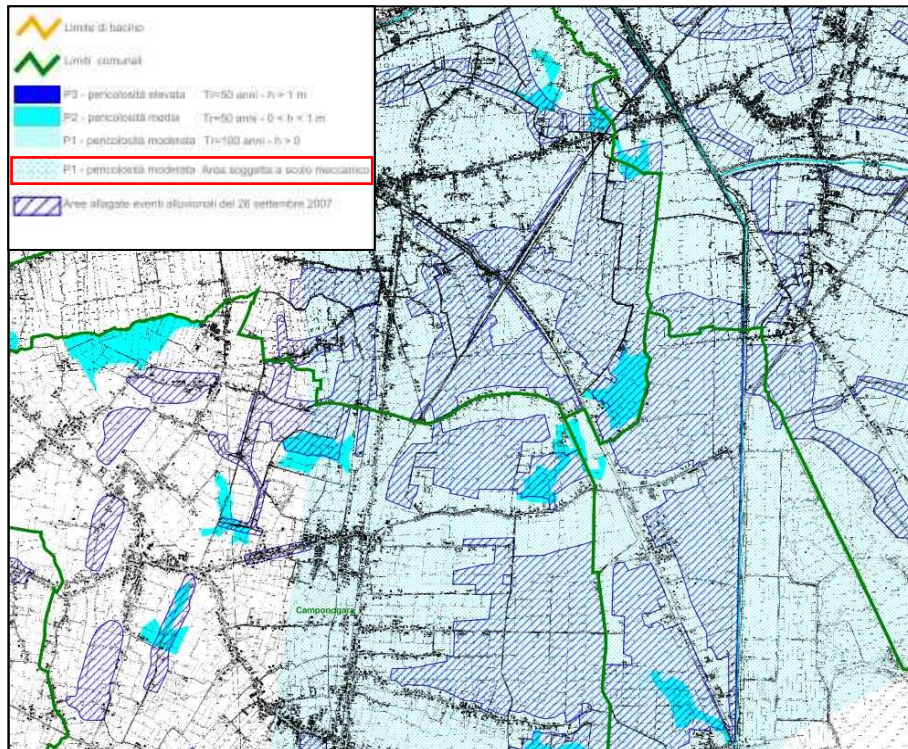 Limite di bacino
Limiti comunali
P3 - pericolosità elevata Tr=50 anni - h > 1 m
P2 - pericolosità media Tr=50 anni - 0 < h < 1 m
P1 - pericolosità moderata Tr=100 anni - h > 0
P1 - pericolosità moderata Area soggetta a scolo meccanico
Aree allagate eventi alluvionali del 26 settembre 2007